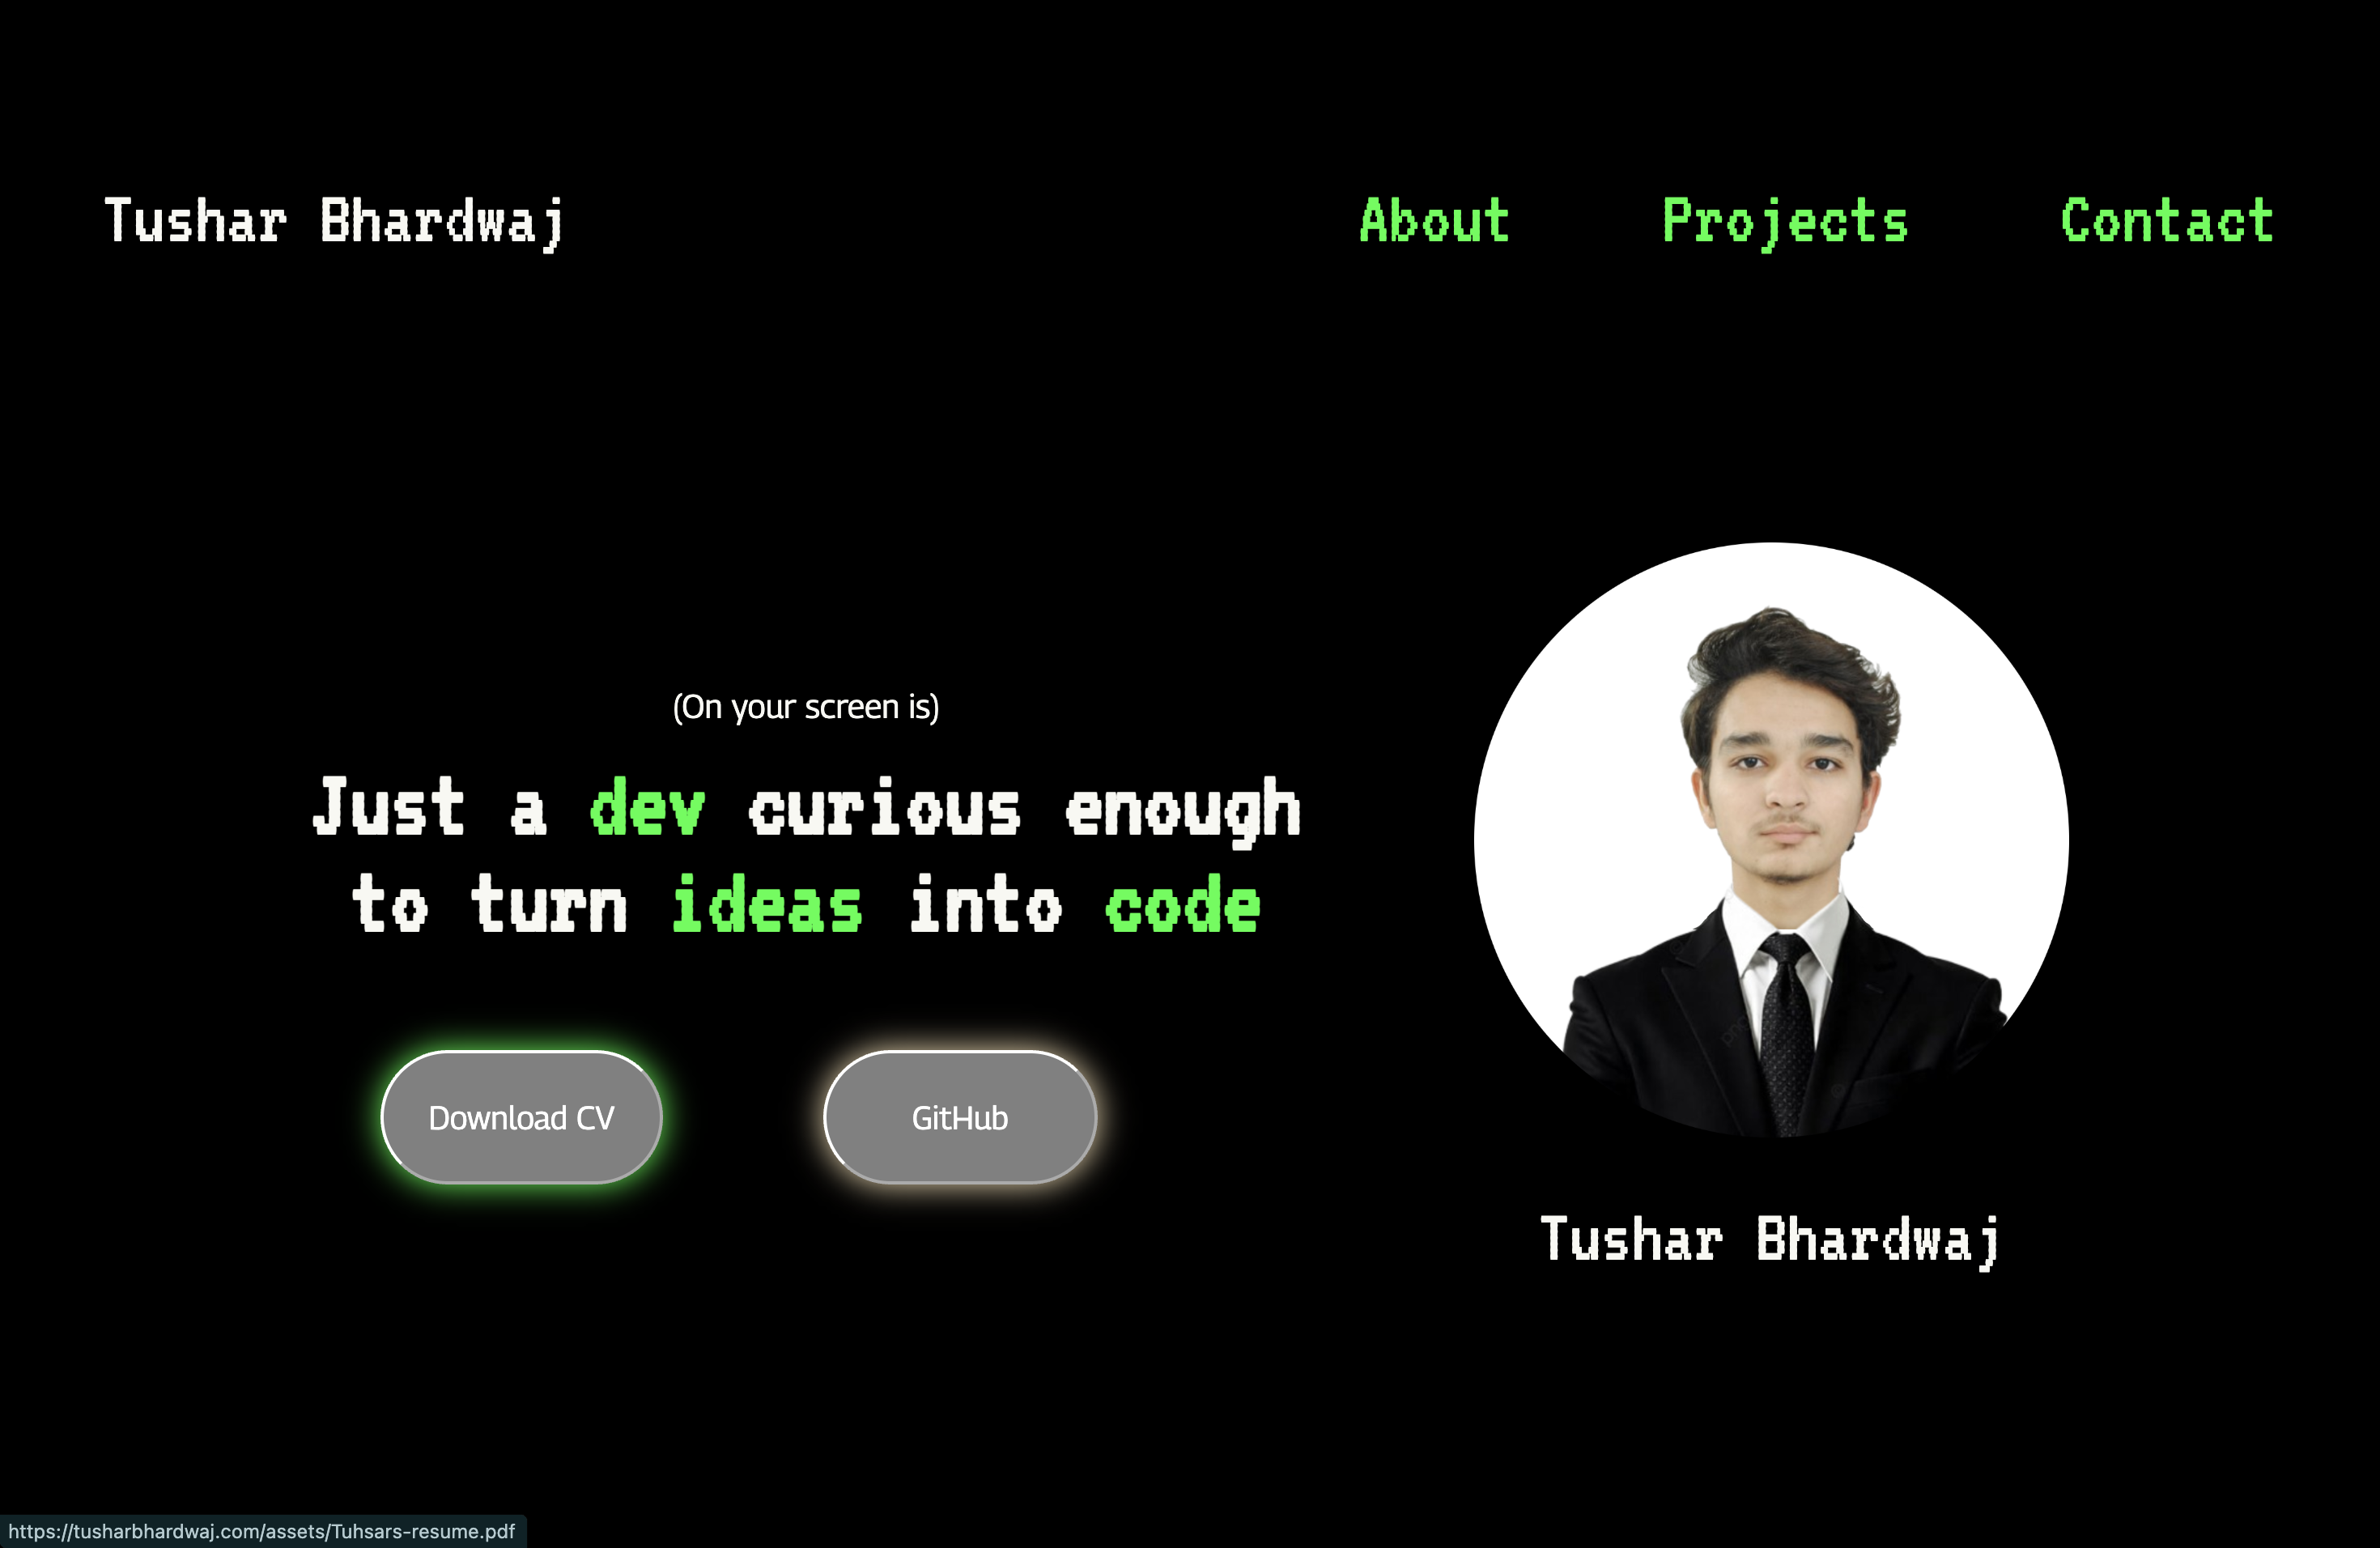 Tushar Bhardwaj
About Projects Contact
(On your screen is)
Just a dev curious enough
to turn ideas into code
Download CV
GitHub
Tushar Bhardwaj
https://tusharbhardwaj.com/assets/Tuhsars-resume.pdf